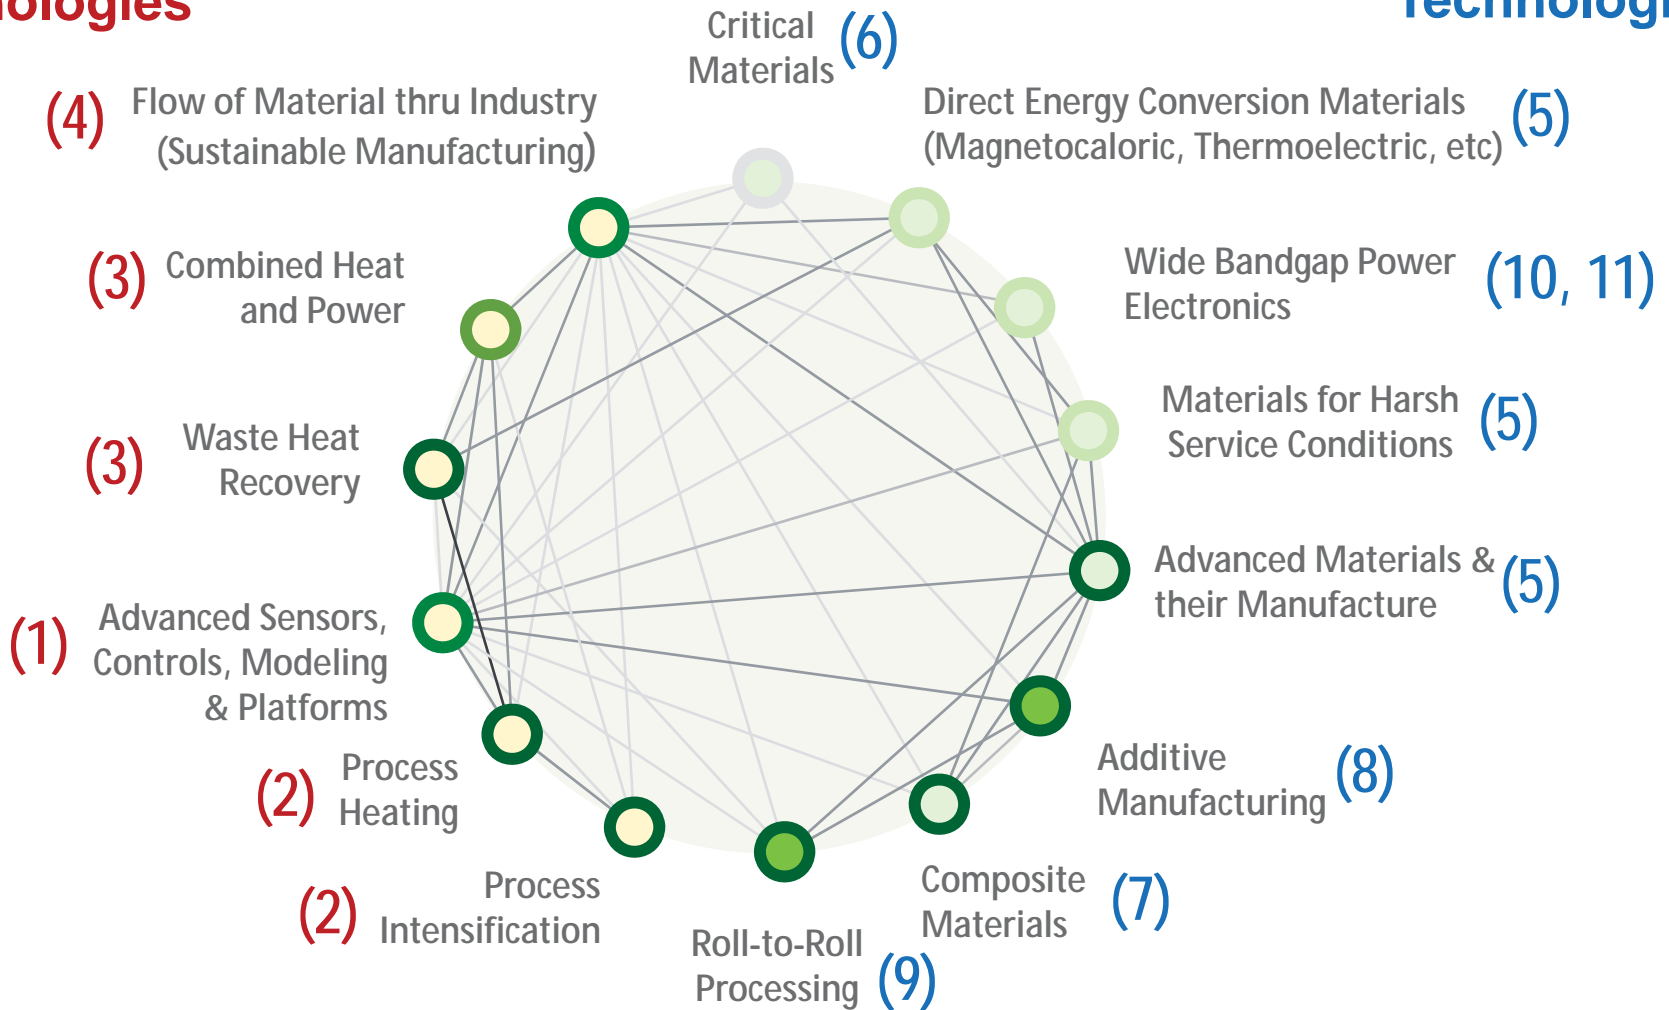 Critical
Materials
(6)
(4)
Flow of Material thru Industry
(Sustainable Manufacturing)
Direct Energy Conversion Materials
(Magnetocaloric, Thermoelectric, etc)
(5)
(3)
Combined Heat
and Power
Wide Bandgap Power
Electronics
(10, 11)
(3)
Waste Heat
Recovery
Materials for Harsh
Service Conditions
(5)
(1)
Advanced Sensors,
Controls, Modeling
& Platforms
Advanced Materials &
their Manufacture
(5)
(2)
Process
Heating
Additive
Manufacturing
(8)
(2)
Process
Intensification
Composite
Materials
(7)
Roll-to-Roll
Processing
(9)